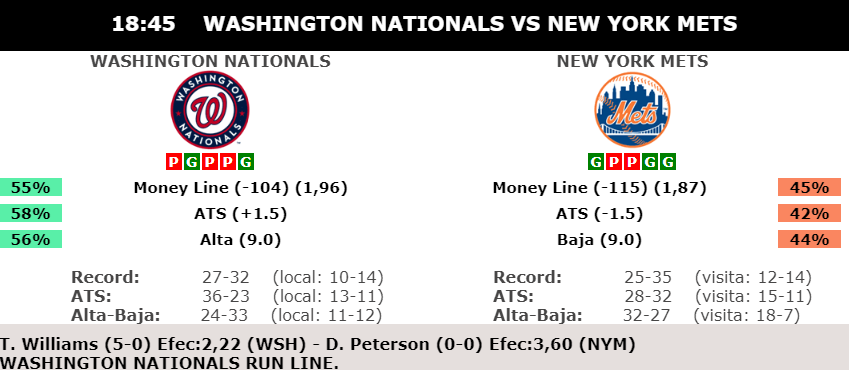 18:45 WASHINGTON NATIONALS VS NEW YORK METS
WASHINGTON NATIONALS NEW YORK METS
WASHINGTON W NATIONALS Mets
P G P P G G P P G G
55% Money Line (-104) (1,96) Money Line (-115) (1,87) 45%
58% ATS (+1.5) ATS (-1.5) 42%
56% Alta (9.0) Baja (9.0) 44%
Record: 27-32 (local: 10-14) Record: 25-35 (visita: 12-14)
ATS: 36-23 (local: 13-11) ATS: 28-32 (visita: 15-11)
Alta-Baja: 24-33 (local: 11-12) Alta-Baja: 32-27 (visita: 18-7)
T. Williams (5-0) Efec:2,22 (WSH) - D. Peterson (0-0) Efec:3,60 (NYM)
WASHINGTON NATIONALS RUN LINE.